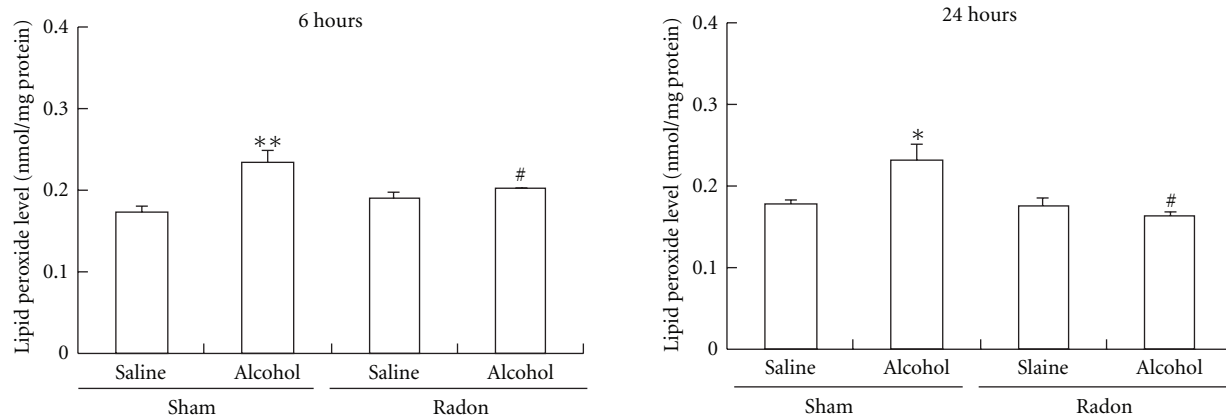 6 hours
Lipid peroxide level (nmol/mg protein)
0.4
0.3
0.2
0.1
0
**
#
Saline Alcohol Saline Alcohol
Sham Radon
24 hours
Lipid peroxide level (nmol/mg protein)
0.4
0.3
0.2
0.1
0
*
#
Saline Alcohol Slaine Alcohol
Sham Radon